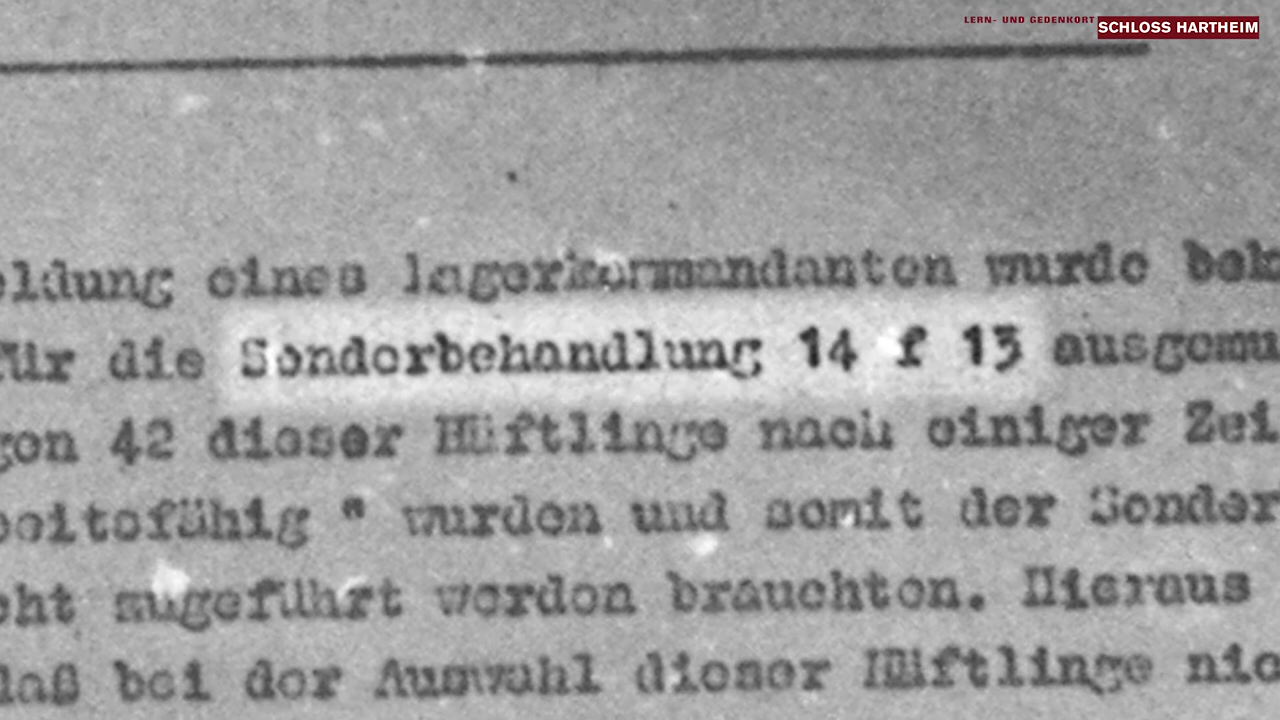 LERN- UND GEDENKORT SCHLOSS HARTHEIM
eldung eines lagerkommandanten wurde bek
für die Sonderbehandlung 14 f 13 ausgemu
gen 42 dieser Häftlinge nach einiger Zei
beitsfähig " wurden und somit der Sonder
cht zugeführt werden brauchten. Hieraus
daß bei der Auswahl dieser Häftlinge nic